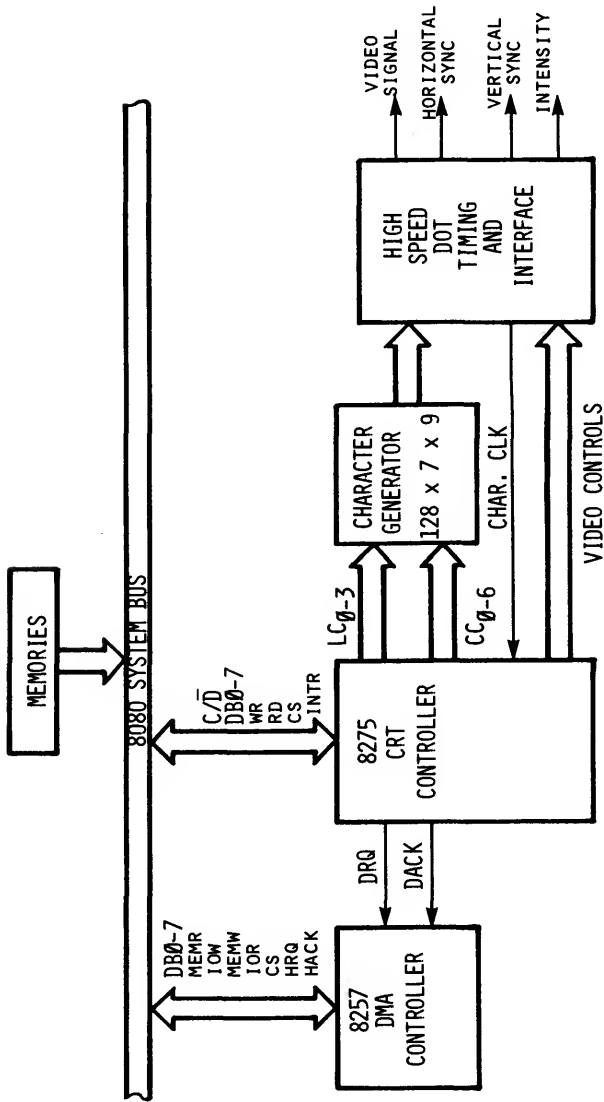 MEMORIES
8080 SYSTEM BUS
DBØ-7
MEMR
IOW
MEMW
IOR
CS
HRQ
HACK
C/D̅
DBØ-7
WR
RD
CS
INTR
8257
DMA
CONTROLLER
DRQ
DACK
8275
CRT
CONTROLLER
LCØ-3
CCØ-6
CHARACTER
GENERATOR
128 x 7 x 9
CHAR. CLK
VIDEO CONTROLS
HIGH
SPEED
DOT
TIMING
AND
INTERFACE
VIDEO
SIGNAL
HORIZONTAL
SYNC
VERTICAL
SYNC
INTENSITY